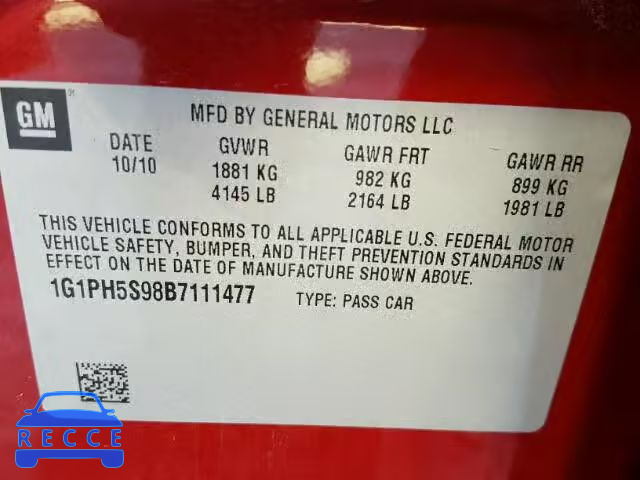 GM
MFD BY GENERAL MOTORS LLC
DATE GVWR GAWR FRT GAWR RR
10/10 1881 KG 982 KG 899 KG
4145 LB 2164 LB 1981 LB
THIS VEHICLE CONFORMS TO ALL APPLICABLE U.S. FEDERAL MOTOR
VEHICLE SAFETY, BUMPER, AND THEFT PREVENTION STANDARDS IN
EFFECT ON THE DATE OF MANUFACTURE SHOWN ABOVE.
1G1PH5S98B7111477 TYPE: PASS CAR
RECCE